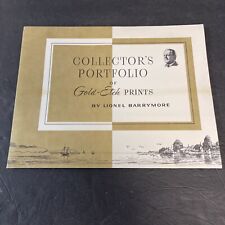 COLLECTOR'S
PORTFOLIO
OF
Gold-Etch PRINTS
BY LIONEL BARRYMORE